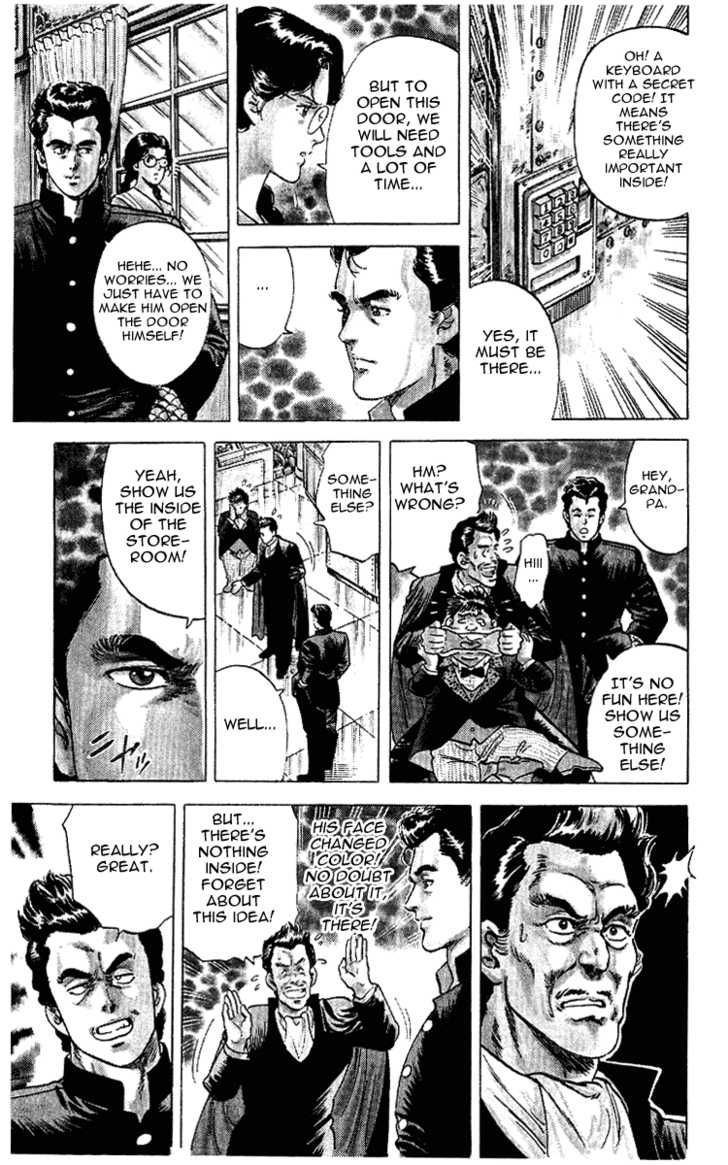 OH! A
KEYBOARD
WITH A SECRET
CODE! IT
MEANS
THERE'S
SOMETHING
REALLY
IMPORTANT
INSIDE!
YES, IT
MUST BE
THERE...
BUT TO
OPEN THIS
DOOR, WE
WILL NEED
TOOLS AND
A LOT OF
TIME...
...
HEHE... NO
WORRIES... WE
JUST HAVE TO
MAKE HIM OPEN
THE DOOR
HIMSELF!
HEY,
GRAND-
PA.
HM?
WHAT'S
WRONG?
HIII
...
IT'S NO
FUN HERE!
SHOW US
SOME-
THING
ELSE!
SOME-
THING
ELSE?
WELL...
YEAH,
SHOW US
THE INSIDE
OF THE
STORE-
ROOM!
HIS FACE
CHANGED
COLOR!
NO DOUBT
ABOUT IT,
IT'S
THERE!
BUT...
THERE'S
NOTHING
INSIDE!
FORGET
ABOUT
THIS IDEA!
REALLY?
GREAT.